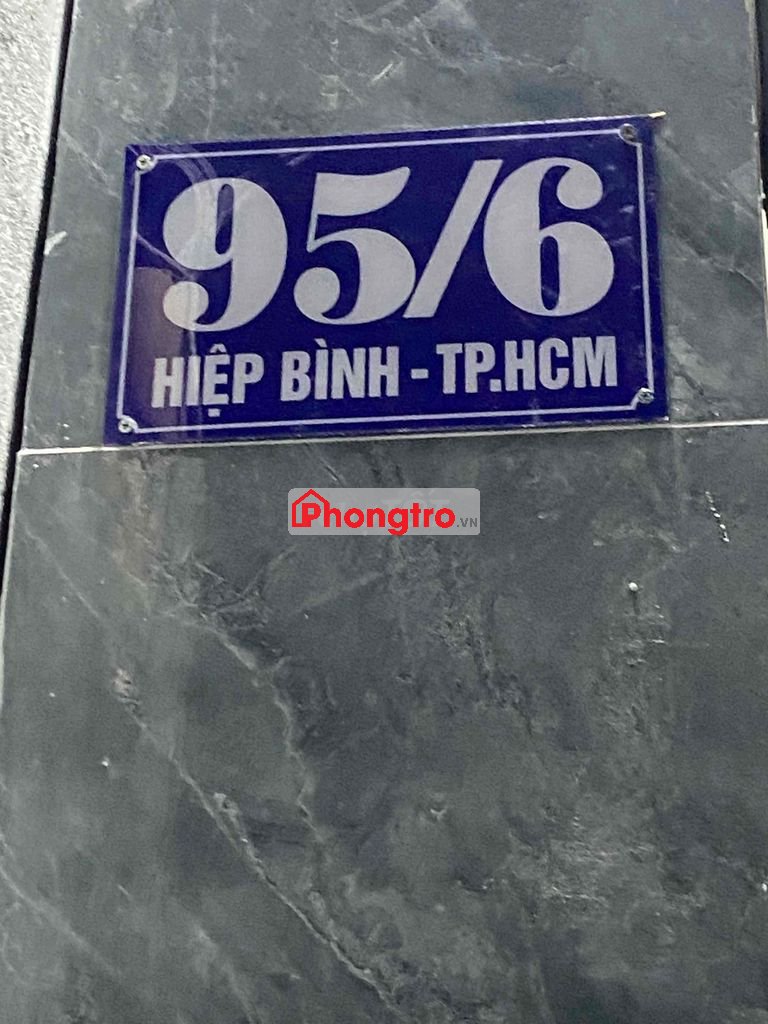 95/6
HIỆP BÌNH - TP.HCM
Phongtro.VN